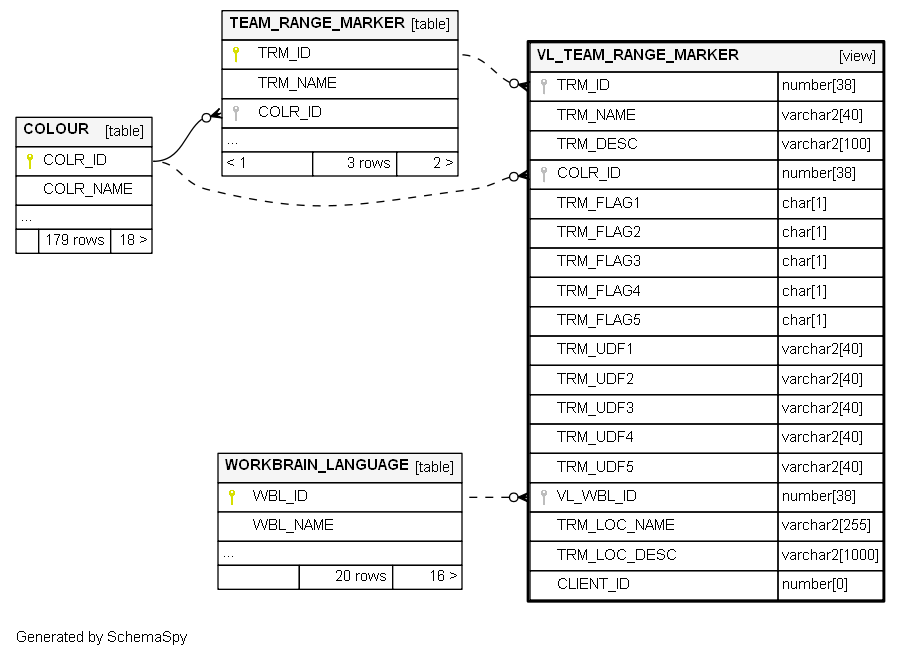 TEAM_RANGE_MARKER [table]
TRM_ID
TRM_NAME
COLR_ID
...
< 1 3 rows 2 >
COLOUR [table]
COLR_ID
COLR_NAME
...
179 rows 18 >
VL_TEAM_RANGE_MARKER [view]
TRM_ID number[38]
TRM_NAME varchar2[40]
TRM_DESC varchar2[100]
COLR_ID number[38]
TRM_FLAG1 char[1]
TRM_FLAG2 char[1]
TRM_FLAG3 char[1]
TRM_FLAG4 char[1]
TRM_FLAG5 char[1]
TRM_UDF1 varchar2[40]
TRM_UDF2 varchar2[40]
TRM_UDF3 varchar2[40]
TRM_UDF4 varchar2[40]
TRM_UDF5 varchar2[40]
VL_WBL_ID number[38]
TRM_LOC_NAME varchar2[255]
TRM_LOC_DESC varchar2[1000]
CLIENT_ID number[0]
WORKBRAIN_LANGUAGE [table]
WBL_ID
WBL_NAME
...
20 rows 16 >
Generated by SchemaSpy